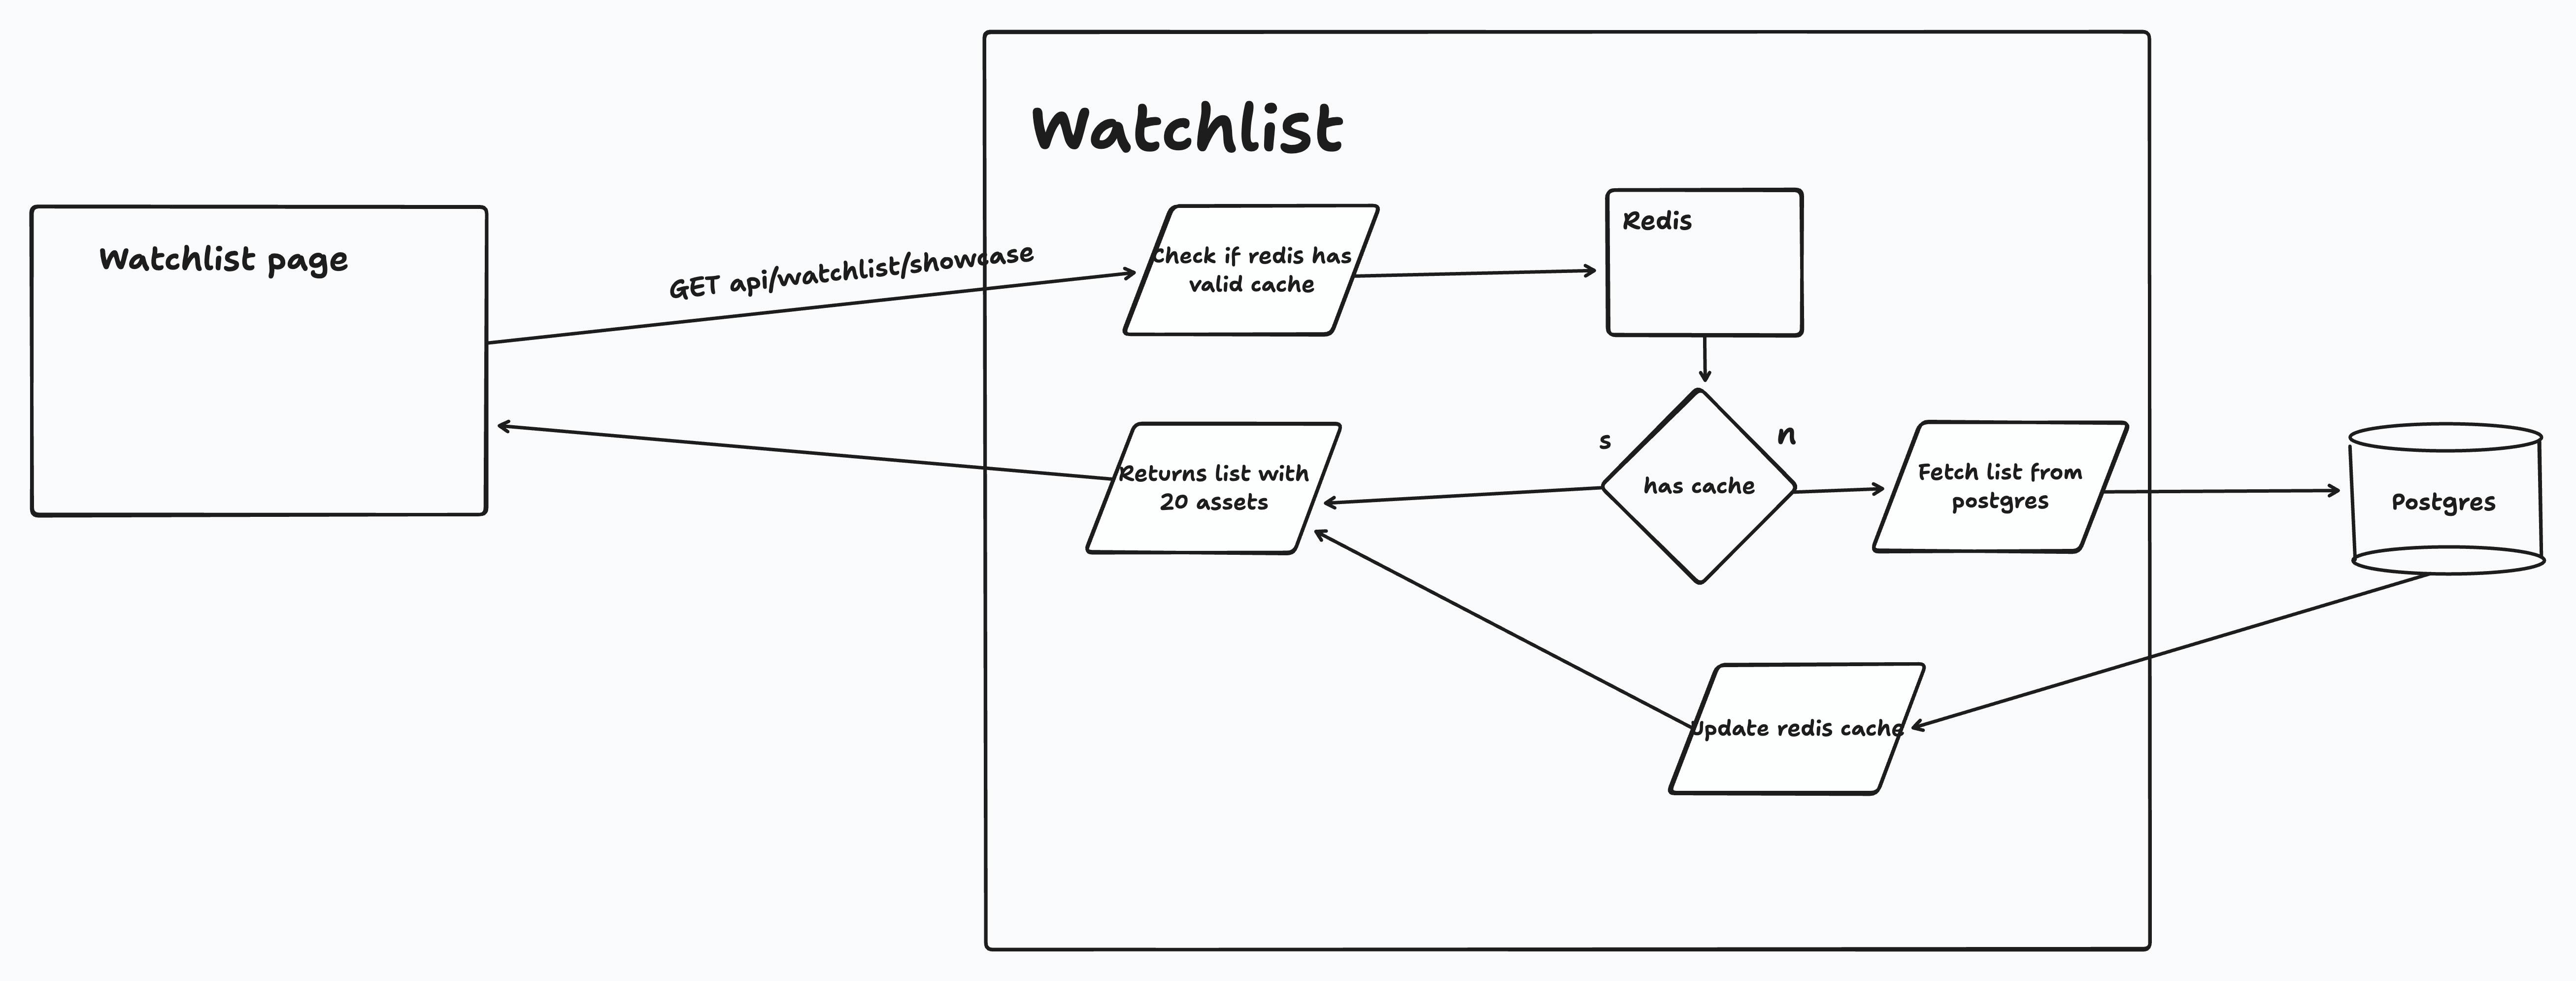 Watchlist
Watchlist page
GET api/watchlist/showcase
Check if redis has
valid cache
Redis
Returns list with
20 assets
s
has cache
n
Fetch list from
postgres
Postgres
Update redis cache